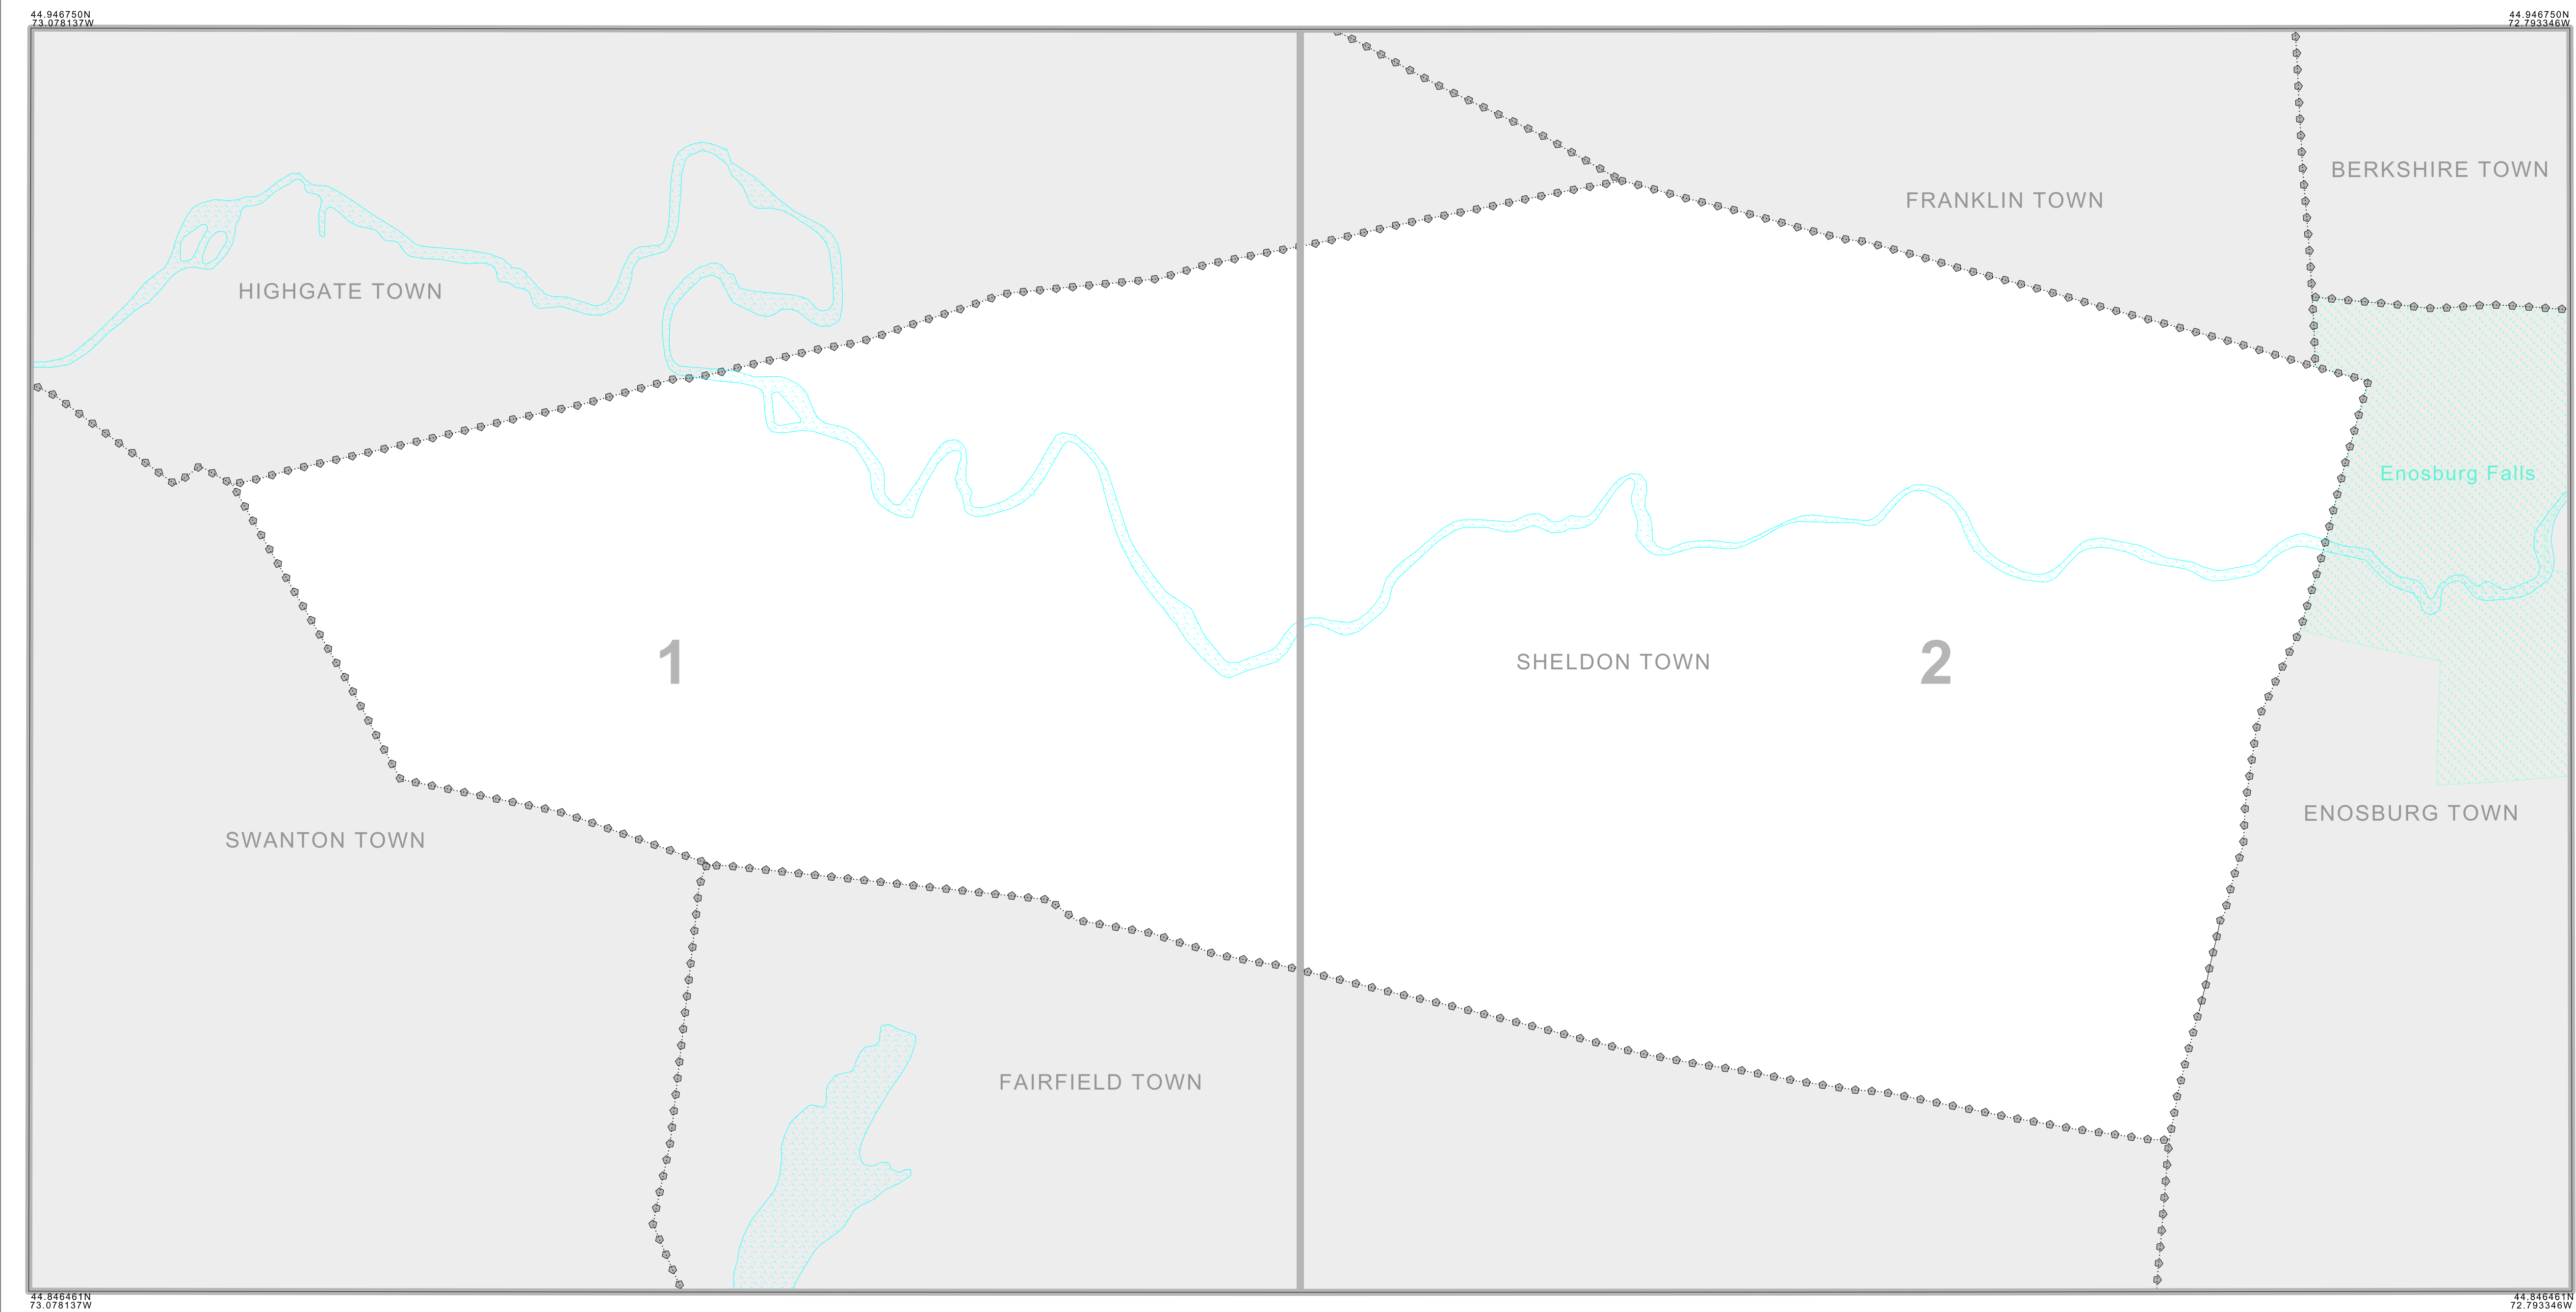 44.946750N
73.078137W
44.946750N
72.793346W
BERKSHIRE TOWN
FRANKLIN TOWN
HIGHGATE TOWN
Enosburg Falls
1
SHELDON TOWN
2
ENOSBURG TOWN
SWANTON TOWN
FAIRFIELD TOWN
44.846461N
73.078137W
44.846461N
72.793346W